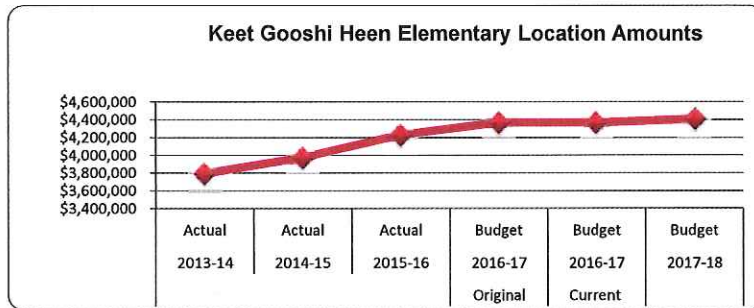 Keet Gooshi Heen Elementary Location Amounts
$4,600,000
$4,400,000
$4,200,000
$4,000,000
$3,800,000
$3,600,000
$3,400,000
Actual Actual Actual Budget Budget Budget
2013-14 2014-15 2015-16 2016-17 2016-17 2017-18
Original Current